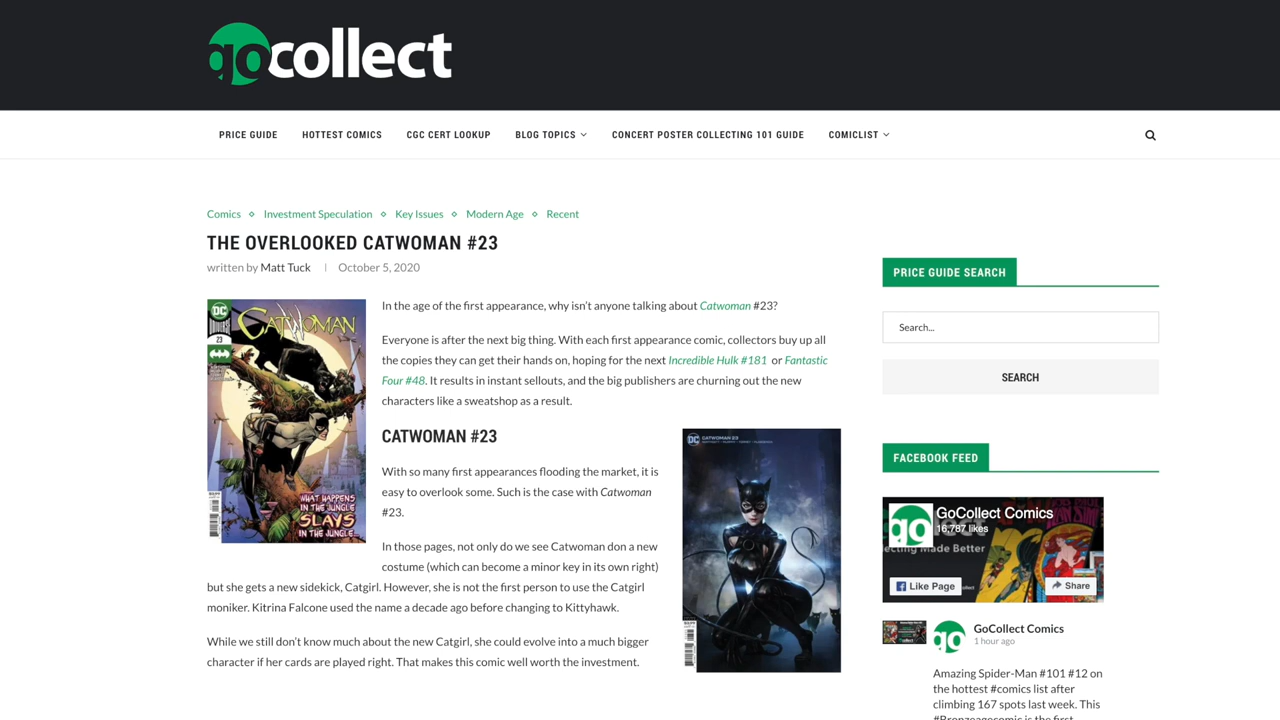 gocollect
PRICE GUIDE
HOTTEST COMICS
CGC CERT LOOKUP
BLOG TOPICS
CONCERT POSTER COLLECTING 101 GUIDE
COMICLIST
Comics ◇ Investment Speculation ◇ Key Issues ◇ Modern Age ◇ Recent
THE OVERLOOKED CATWOMAN #23
written by Matt Tuck | October 5, 2020
DC
UNIVERSE
23
CATWOMAN
WHAT HAPPENS
IN THE JUNGLE
SLAYS
IN THE JUNGLE...
In the age of the first appearance, why isn't anyone talking about Catwoman #23?
Everyone is after the next big thing. With each first appearance comic, collectors buy up all
the copies they can get their hands on, hoping for the next Incredible Hulk #181 or Fantastic
Four #48. It results in instant sellouts, and the big publishers are churning out the new
characters like a sweatshop as a result.
CATWOMAN #23
With so many first appearances flooding the market, it is
easy to overlook some. Such is the case with Catwoman
#23.
In those pages, not only do we see Catwoman don a new
costume (which can become a minor key in its own right)
but she gets a new sidekick, Catgirl. However, she is not the first person to use the Catgirl
moniker. Kitrina Falcone used the name a decade ago before changing to Kittyhawk.
While we still don't know much about the new Catgirl, she could evolve into a much bigger
character if her cards are played right. That makes this comic well worth the investment.
DC
CATWOMAN 23
PRICE GUIDE SEARCH
Search...
SEARCH
FACEBOOK FEED
go
GoCollect Comics
16,787 likes
ecting Made Better
Like Page
Share
go
GoCollect Comics
1 hour ago
Amazing Spider-Man #101 #12 on
the hottest #comics list after
climbing 167 spots last week. This
#Bronzeagecomic is the first